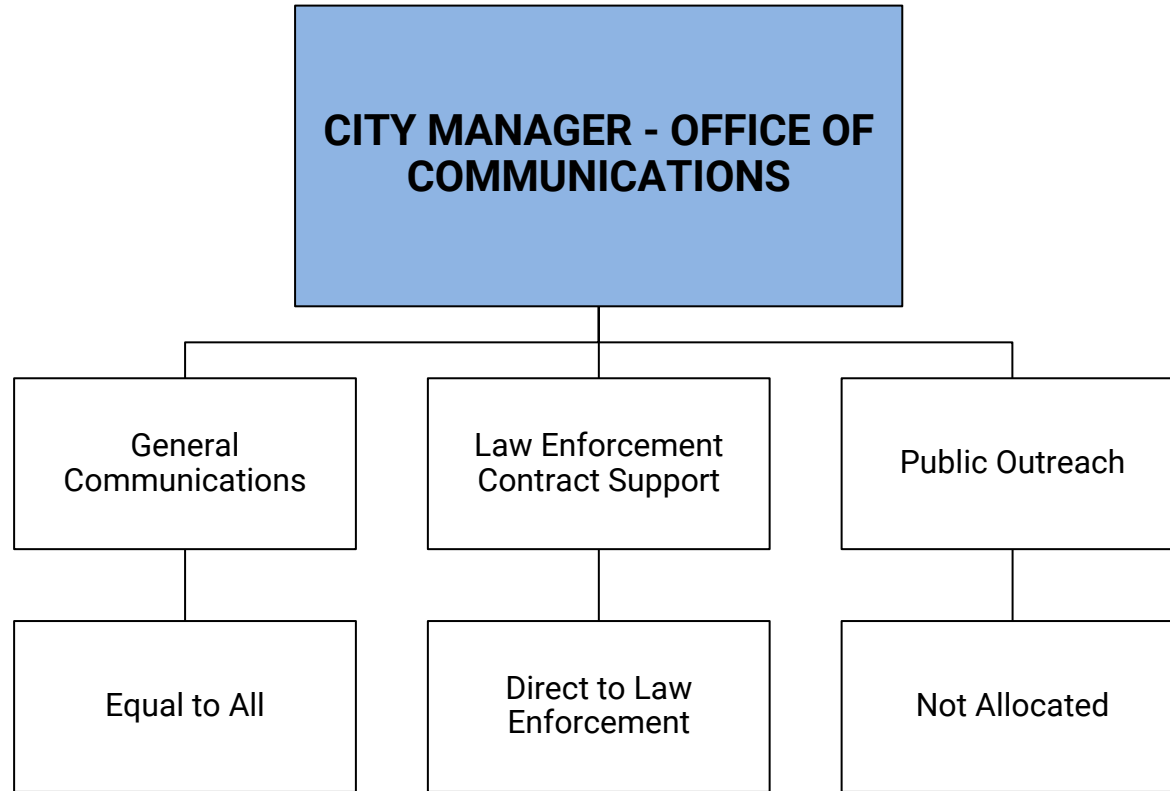 CITY MANAGER - OFFICE OF
COMMUNICATIONS
General
Communications
Law Enforcement
Contract Support
Public Outreach
Equal to All
Direct to Law
Enforcement
Not Allocated